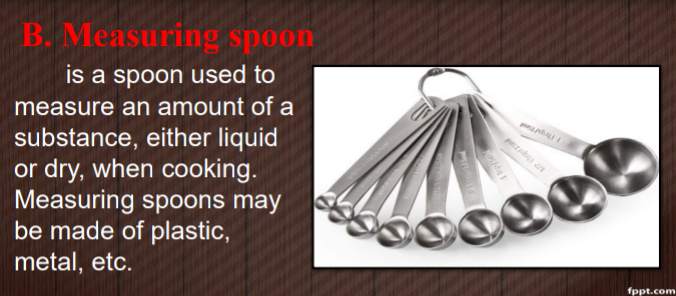 B. Measuring spoon
is a spoon used to
measure an amount of a
substance, either liquid
or dry, when cooking.
Measuring spoons may
be made of plastic,
metal, etc.
fppt.com